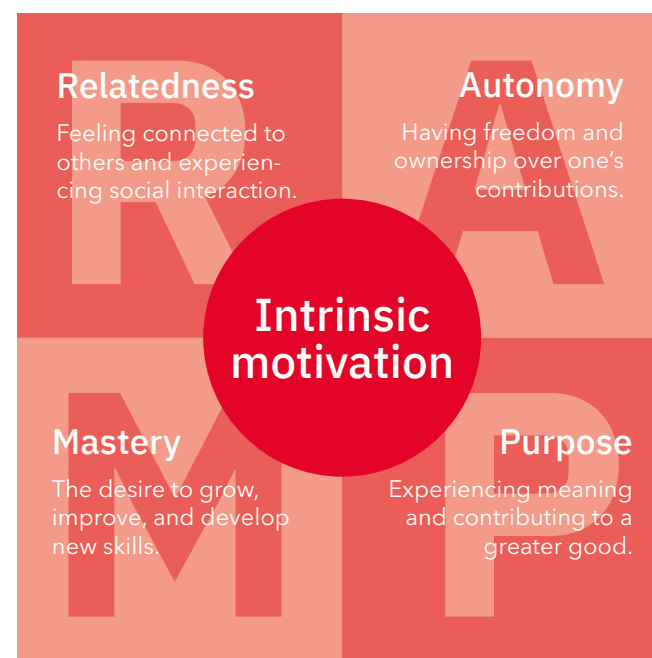 R
Relatedness
Feeling connected to
others and experien-
cing social interaction.
A
Autonomy
Having freedom and
ownership over one's
contributions.
Intrinsic
motivation
M
Mastery
The desire to grow,
improve, and develop
new skills.
P
Purpose
Experiencing meaning
and contributing to a
greater good.